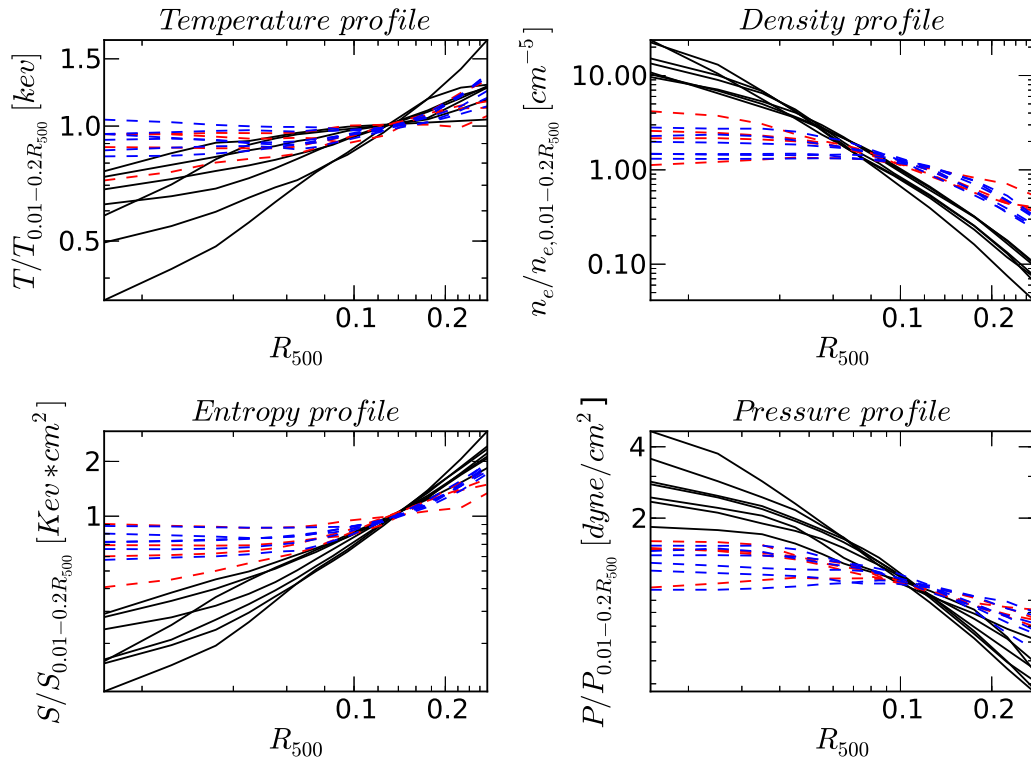 Temperature profile
Density profile
T/T_{0.01−0.2R_{500}} [kev]
1.5
1.0
0.5
0.1
0.2
R_{500}
n_e/n_{e,0.01−0.2R_{500}} [cm^{−5}]
10.00
1.00
0.10
0.1
0.2
R_{500}
Entropy profile
Pressure profile
S/S_{0.01−0.2R_{500}} [Kev∗cm^2]
2
1
0.1
0.2
R_{500}
P/P_{0.01−0.2R_{500}} [dyne/cm^2]
4
2
0.1
0.2
R_{500}